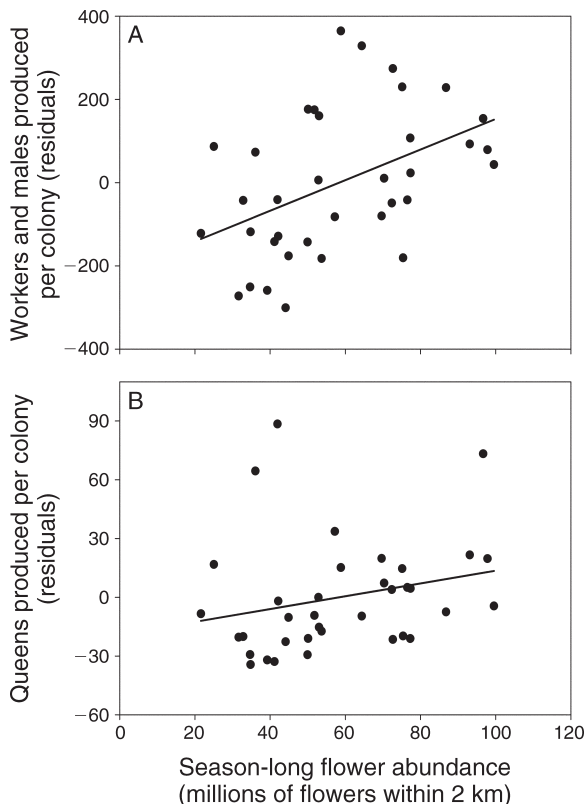 A
400
200
0
−200
−400
Workers and males produced
per colony (residuals)
B
90
60
30
0
−30
−60
Queens produced per colony
(residuals)
0
20
40
60
80
100
120
Season-long flower abundance
(millions of flowers within 2 km)